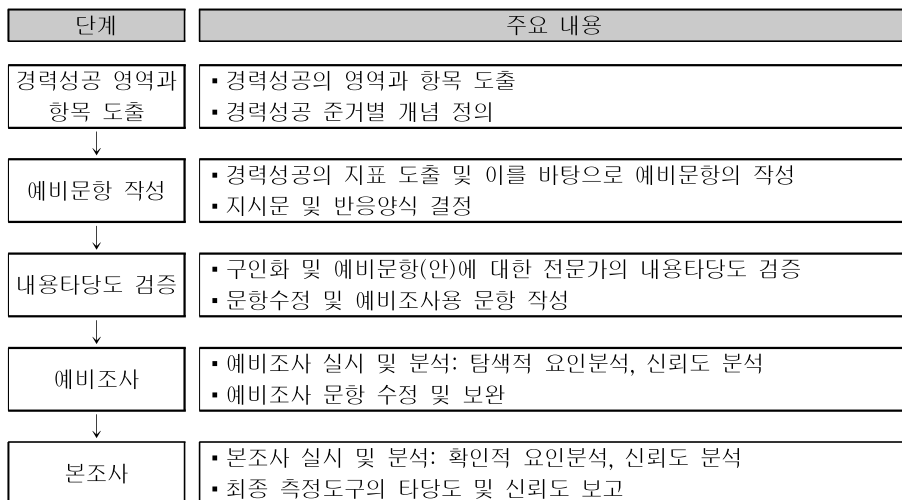 단계
주요 내용
경력성공 영역과
항목 도출
▪ 경력성공의 영역과 항목 도출
▪ 경력성공 준거별 개념 정의
예비문항 작성
▪ 경력성공의 지표 도출 및 이를 바탕으로 예비문항의 작성
▪ 지시문 및 반응양식 결정
내용타당도 검증
▪ 구인화 및 예비문항(안)에 대한 전문가의 내용타당도 검증
▪ 문항수정 및 예비조사용 문항 작성
예비조사
▪ 예비조사 실시 및 분석: 탐색적 요인분석, 신뢰도 분석
▪ 예비조사 문항 수정 및 보완
본조사
▪ 본조사 실시 및 분석: 확인적 요인분석, 신뢰도 분석
▪ 최종 측정도구의 타당도 및 신뢰도 보고